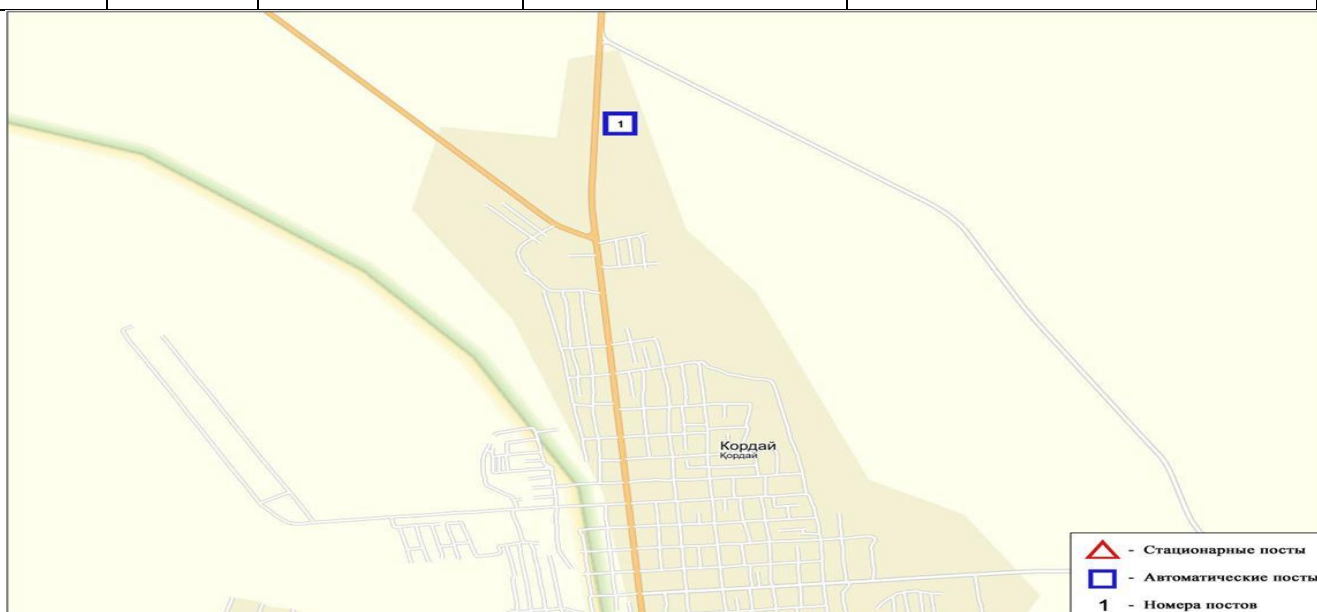 1
Кордай
Қордай
- Стационарные посты
- Автоматические посты
1 - Номера постов